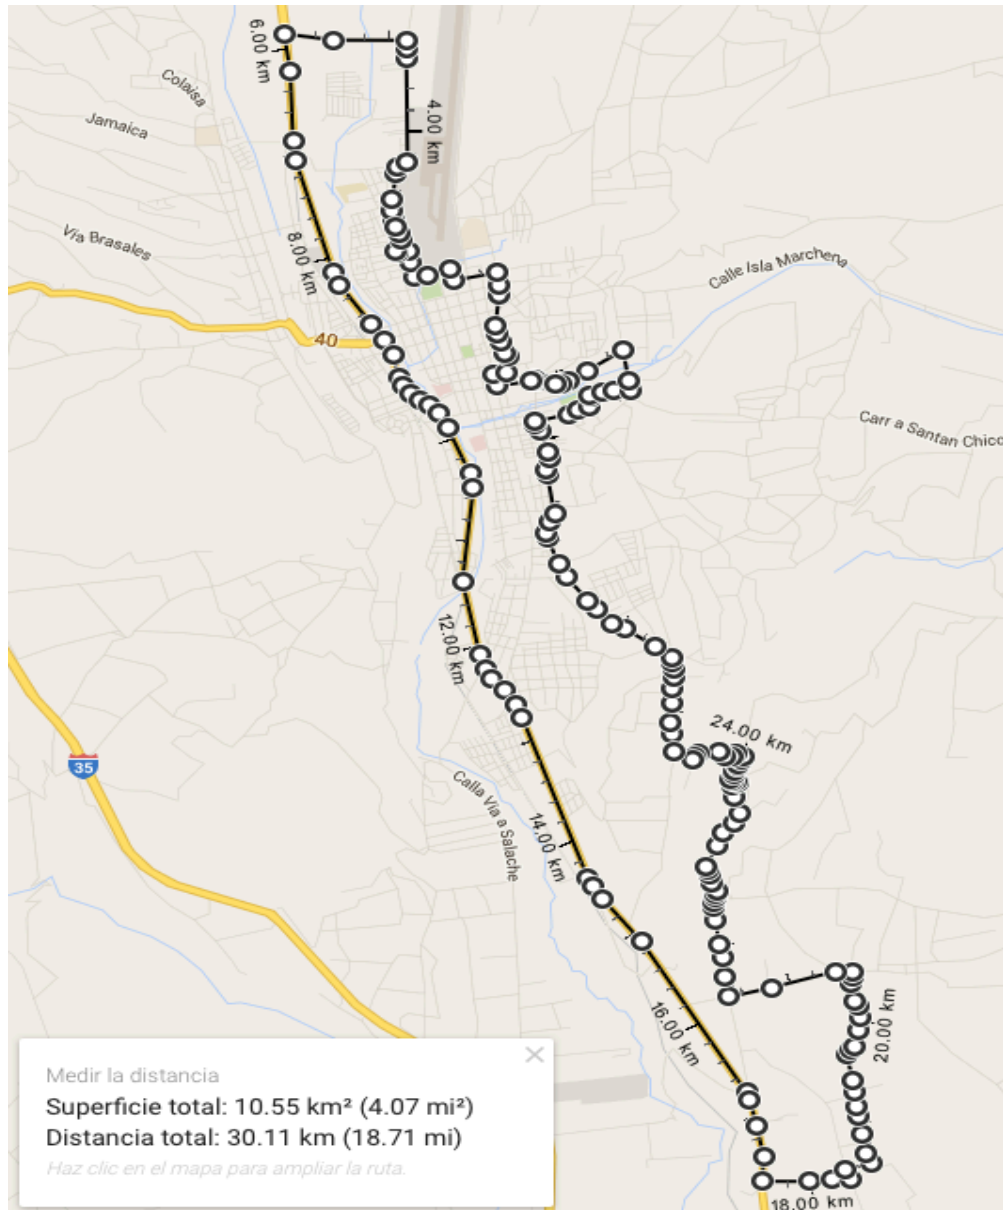 6.00 km
Colaisa
4.00 km
Jamaica
Vía Brasales
8.00 km
Calle Isla Marchena
40
Carr a Santan Chico
12.00 km
24.00 km
35
Calla Vía a Salache
14.00 km
16.00 km
20.00 km
Medir la distancia
Superficie total: 10.55 km² (4.07 mi²)
Distancia total: 30.11 km (18.71 mi)
Haz clic en el mapa para ampliar la ruta.
18.00 km